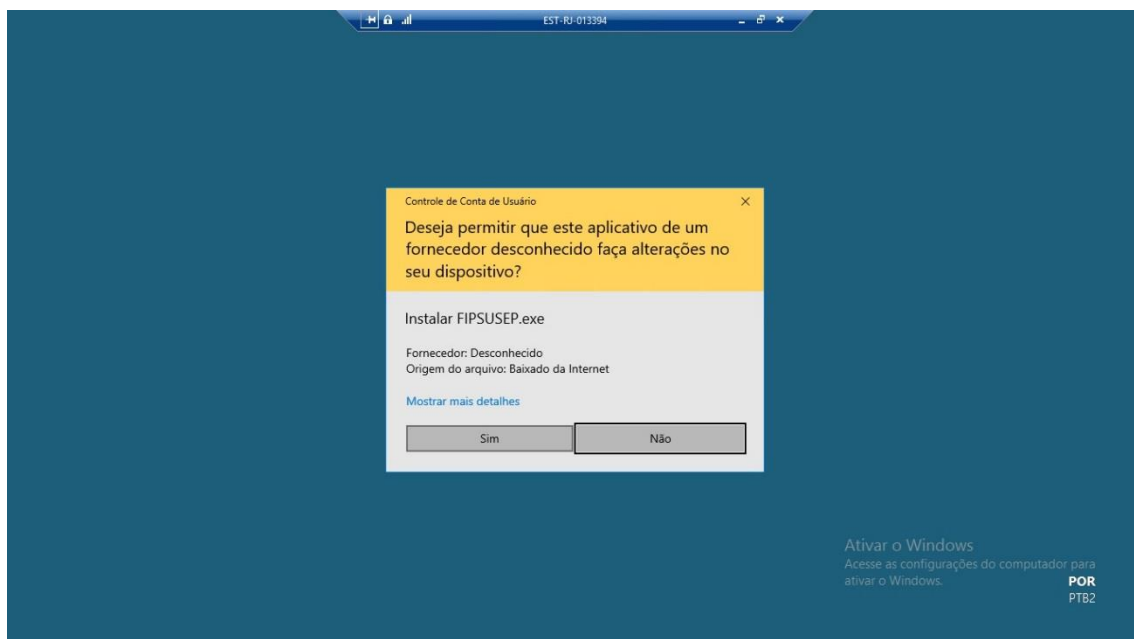 EST-RJ-013394
Controle de Conta de Usuário
Deseja permitir que este aplicativo de um
fornecedor desconhecido faça alterações no
seu dispositivo?
Instalar FIPSUSEP.exe
Fornecedor: Desconhecido
Origem do arquivo: Baixado da Internet
Mostrar mais detalhes
Sim
Não
Ativar o Windows
Acesse as configurações do computador para
ativar o Windows.
POR
PTB2